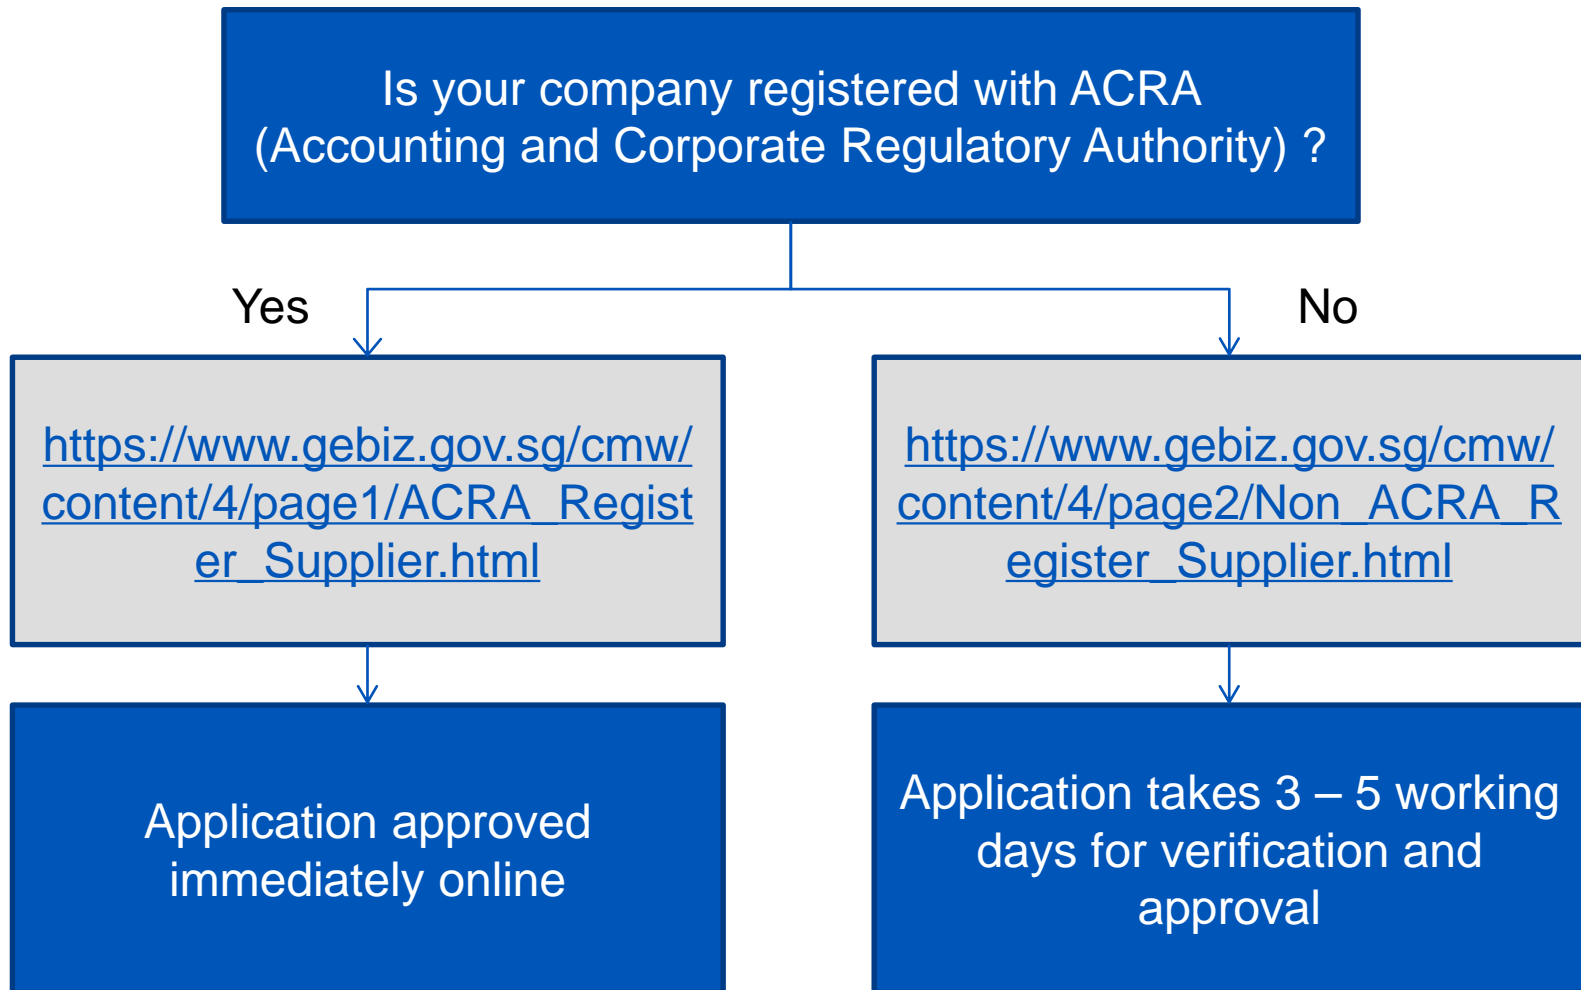 Is your company registered with ACRA
(Accounting and Corporate Regulatory Authority) ?
Yes
No
https://www.gebiz.gov.sg/cmw/
content/4/page1/ACRA_Regist
er_Supplier.html
https://www.gebiz.gov.sg/cmw/
content/4/page2/Non_ACRA_R
egister_Supplier.html
Application approved
immediately online
Application takes 3 – 5 working
days for verification and
approval